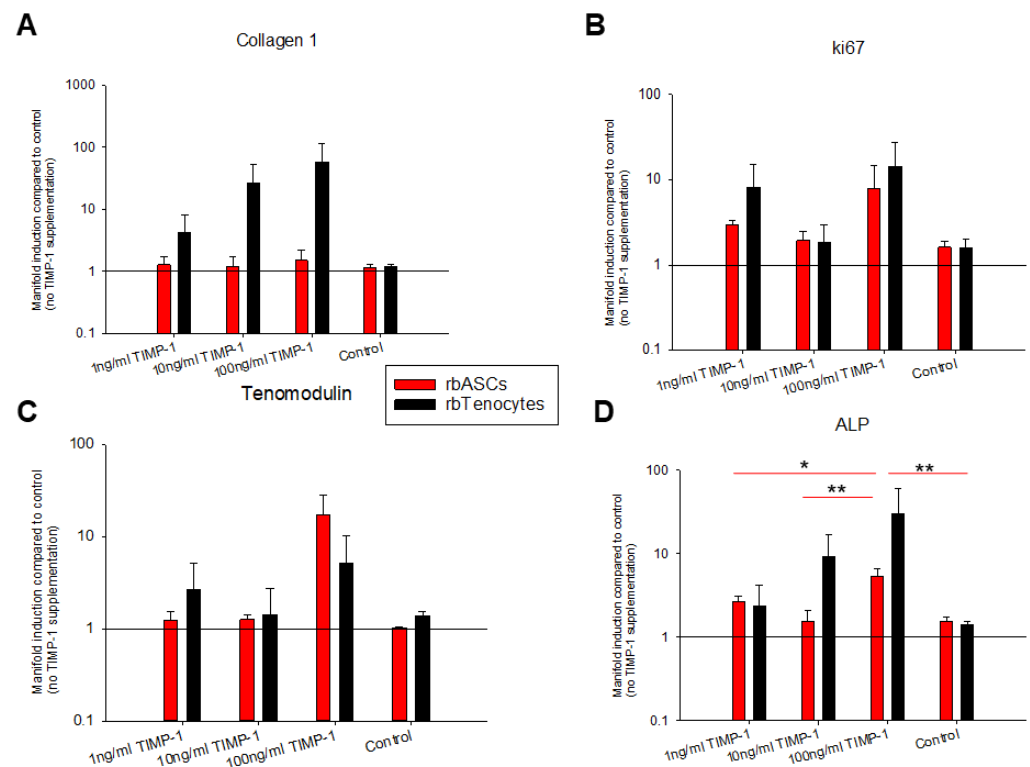 A
Collagen 1
Manifold induction compared to control
(no TIMP-1 supplementation)
1000
100
10
1
0.1
1ng/ml TIMP-1
10ng/ml TIMP-1
100ng/ml TIMP-1
Control
B
ki67
Manifold induction compared to control
(no TIMP-1 supplementation)
100
10
1
0.1
1ng/ml TIMP-1
10ng/ml TIMP-1
100ng/ml TIMP-1
Control
rbASCs
rbTenocytes
C
Tenomodulin
Manifold induction compared to control
(no TIMP-1 supplementation)
100
10
1
0.1
1ng/ml TIMP-1
10ng/ml TIMP-1
100ng/ml TIMP-1
Control
D
ALP
Manifold induction compared to control
(no TIMP-1 supplementation)
100
10
1
0.1
*
**
**
1ng/ml TIMP-1
10ng/ml TIMP-1
100ng/ml TIMP-1
Control